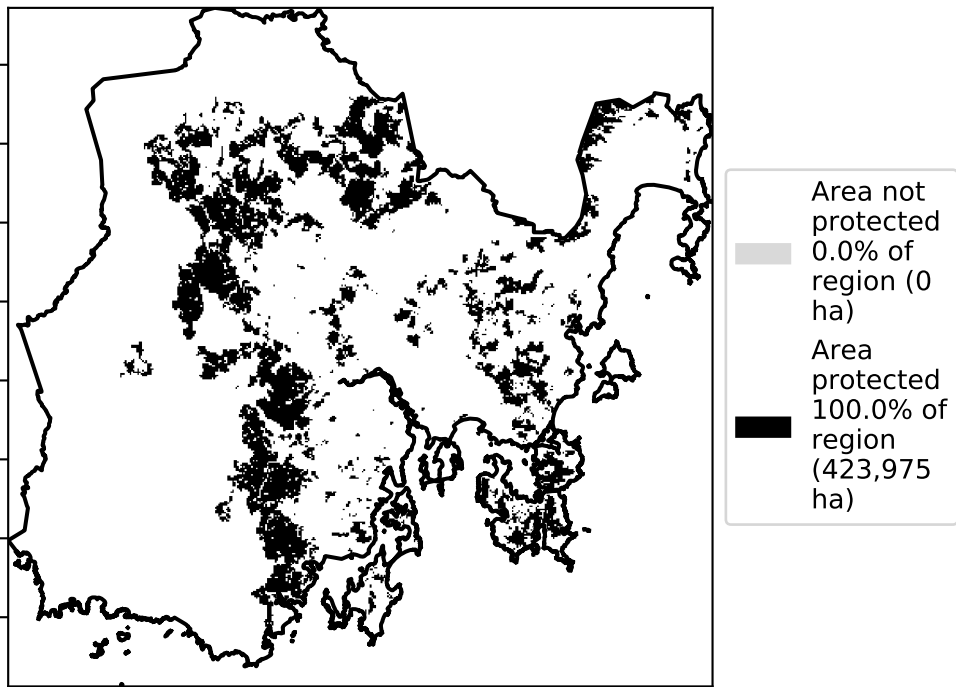 Area not
protected
0.0% of
region (0
ha)
Area
protected
100.0% of
region
(423,975
ha)